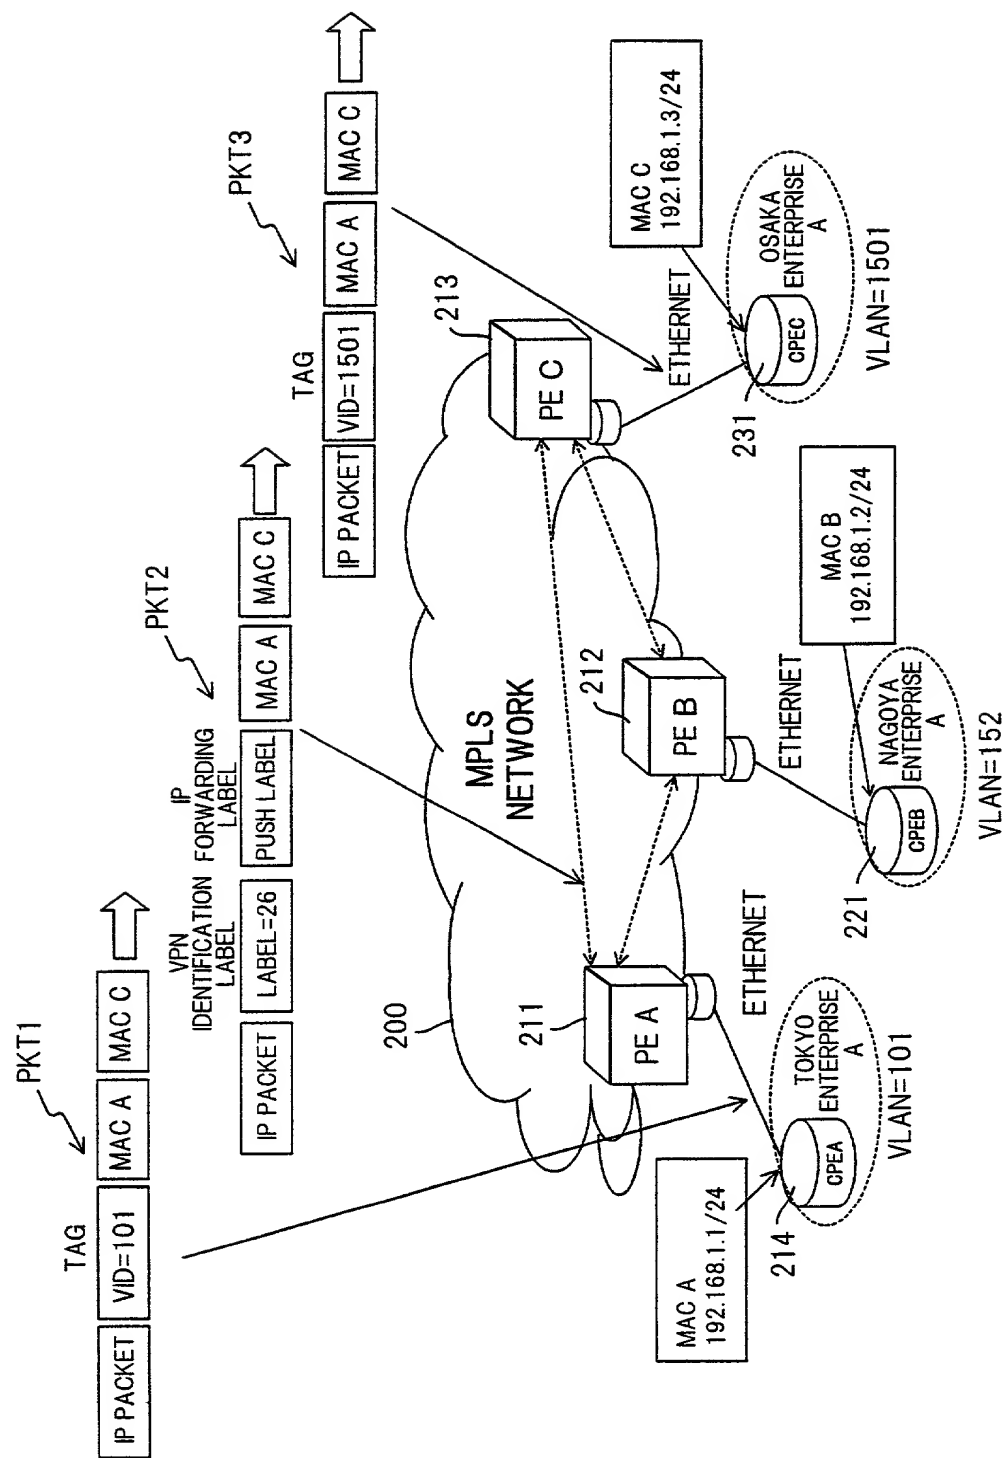 PKT1
TAG
IP PACKET
VID=101
MAC A
MAC C
PKT2
VPN
IDENTIFICATION
LABEL
IP
FORWARDING
LABEL
IP PACKET
LABEL=26
PUSH LABEL
MAC A
MAC C
PKT3
TAG
IP PACKET
VID=1501
MAC A
MAC C
200
MPLS
NETWORK
211
PE A
212
PE B
213
PE C
ETHERNET
ETHERNET
ETHERNET
MAC A
192.168.1.1/24
214
CPEA
TOKYO
ENTERPRISE
A
VLAN=101
MAC B
192.168.1.2/24
221
CPEB
NAGOYA
ENTERPRISE
A
VLAN=152
MAC C
192.168.1.3/24
231
CPEC
OSAKA
ENTERPRISE
A
VLAN=1501